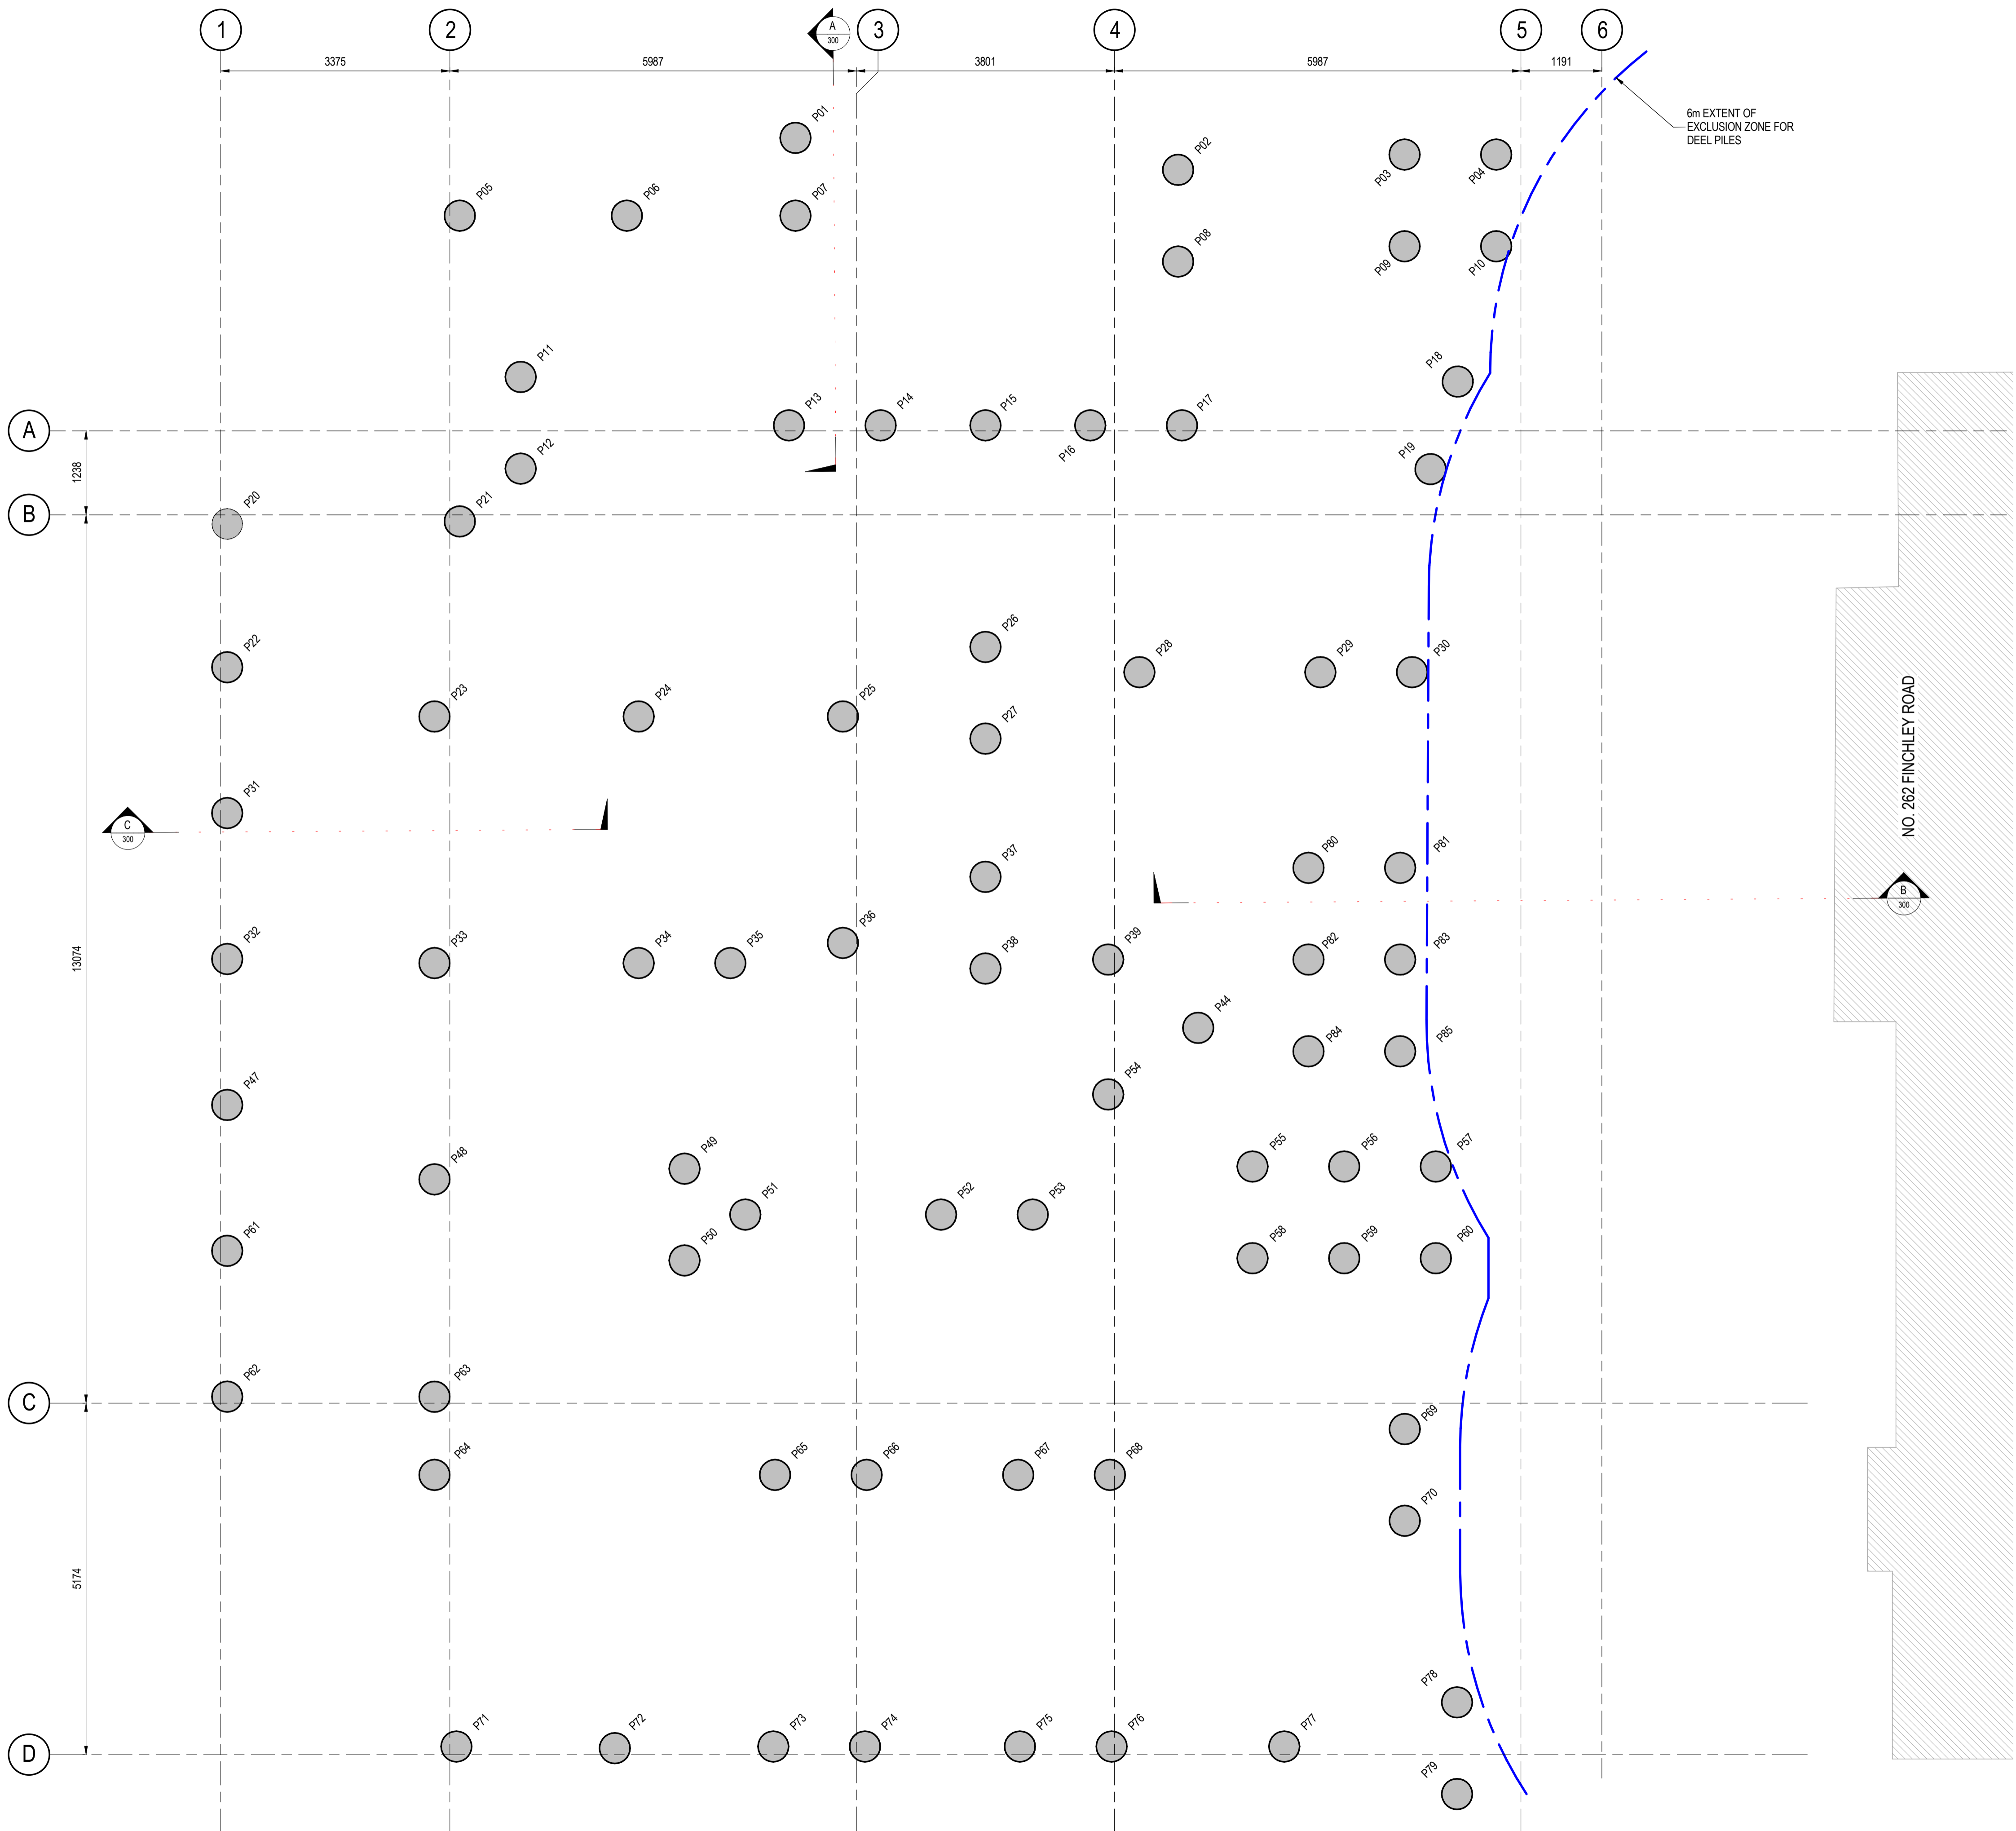 1
2
A
300
3
4
5
6
3375
5987
3801
5987
1191
6m EXTENT OF
EXCLUSION ZONE FOR
DEEL PILES
P01
P02
P03
P04
P05
P06
P07
P08
P09
P10
P11
P18
P13
P14
P15
P16
P17
A
P12
P19
1238
B
P20
P21
P22
P23
P24
P25
P26
P27
P28
P29
P30
NO. 262 FINCHLEY ROAD
P31
C
300
P37
P80
P81
B
300
P32
P33
P34
P35
P36
P38
P39
P82
P83
13074
P44
P84
P85
P47
P54
P48
P49
P55
P56
P57
P51
P52
P53
P61
P50
P58
P59
P60
P62
P63
C
P69
P64
P65
P66
P67
P68
P70
5174
P78
P71
P72
P73
P74
P75
P76
P77
D
P79